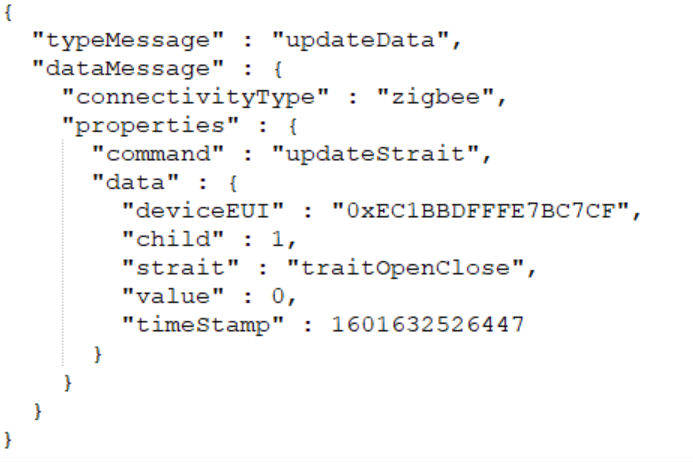 {
  "typeMessage" : "updateData",
  "dataMessage" : {
    "connectivityType" : "zigbee",
    "properties" : {
      "command" : "updateStrait",
      "data" : {
        "deviceEUI" : "0xEC1BBDFFFE7BC7CF",
        "child" : 1,
        "strait" : "traitOpenClose",
        "value" : 0,
        "timeStamp" : 1601632526447
      }
    }
  }
}